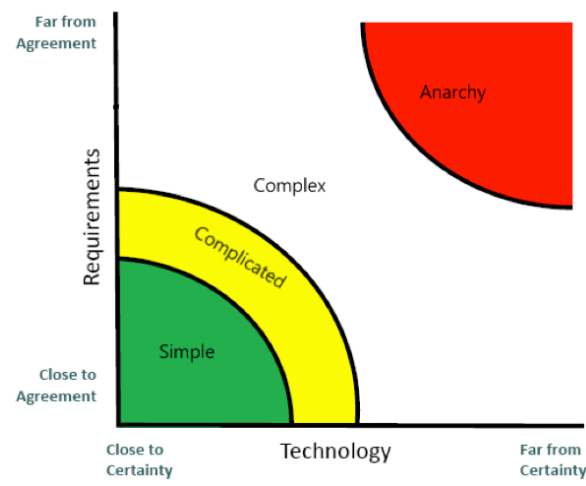 Far from
Agreement
Anarchy
Requirements
Complex
Complicated
Simple
Close to
Agreement
Close to
Certainty
Technology
Far from
Certainty